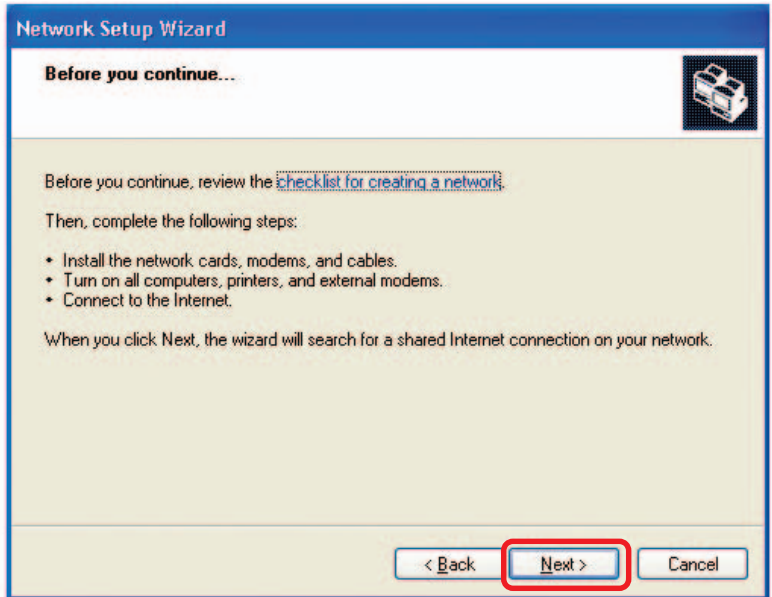 Network Setup Wizard
Before you continue...
Before you continue, review the checklist for creating a network.
Then, complete the following steps:
• Install the network cards, modems, and cables.
• Turn on all computers, printers, and external modems.
• Connect to the Internet.
When you click Next, the wizard will search for a shared Internet connection on your network.
< Back
Next >
Cancel